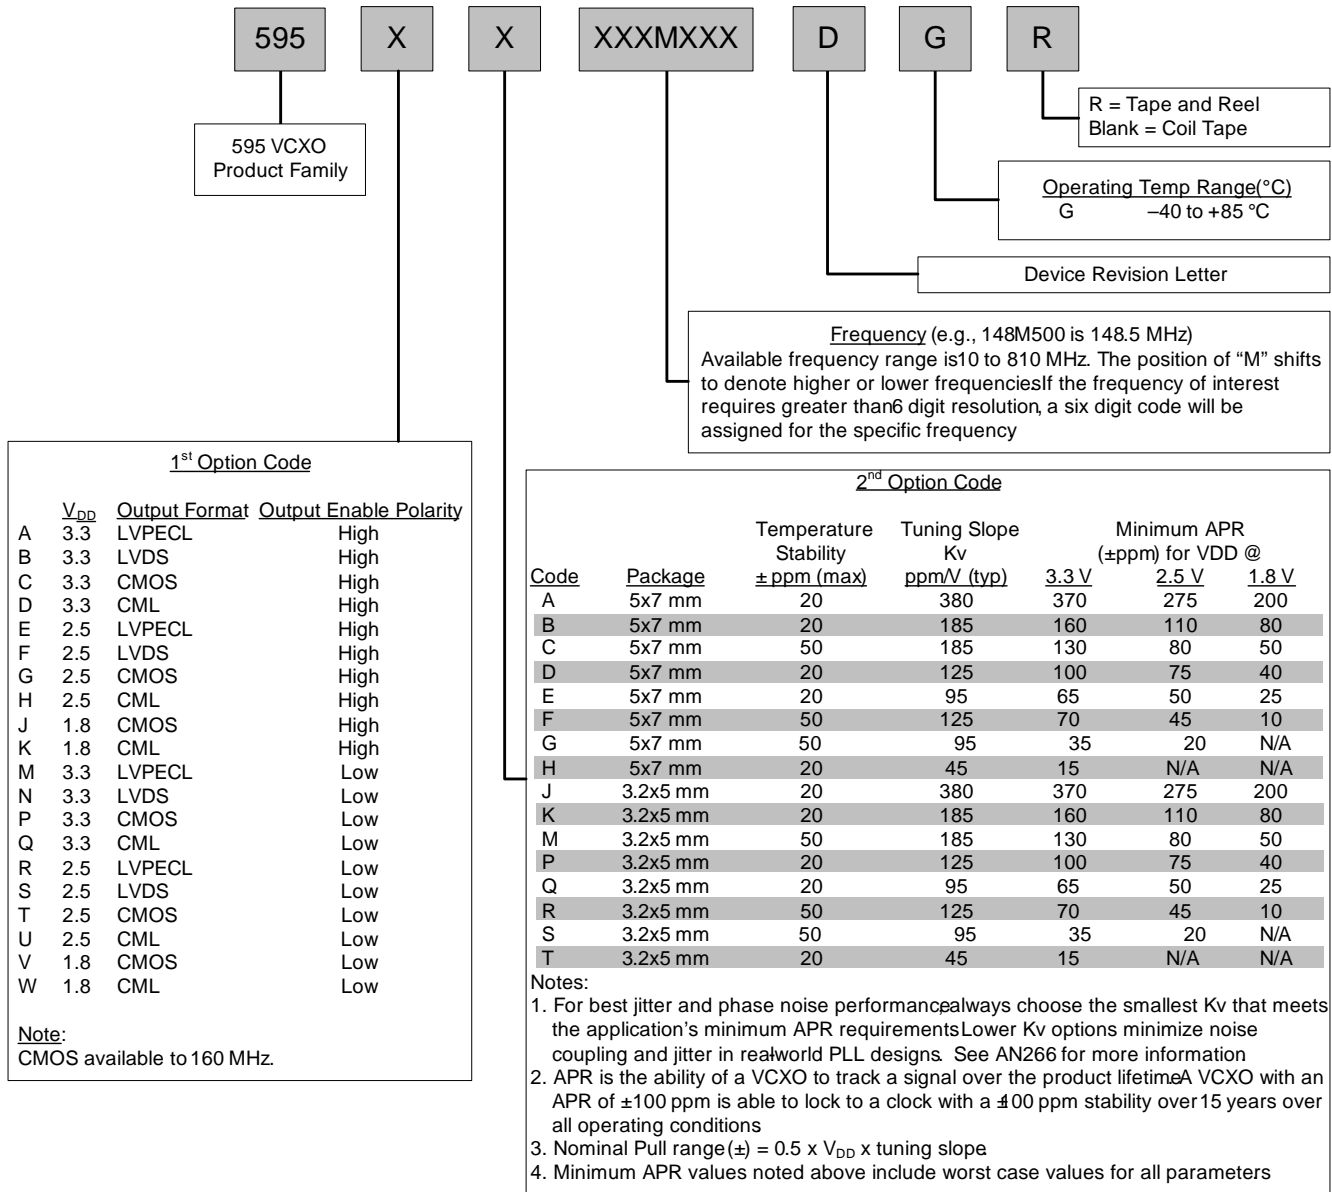 595 X X XXXMXXX D G R
R = Tape and Reel
Blank = Coil Tape
595 VCXO
Product Family
Operating Temp Range(°C)
G –40 to +85 °C
Device Revision Letter
Frequency (e.g., 148M500 is 148.5 MHz)
Available frequency range is10 to 810 MHz. The position of “M” shifts
to denote higher or lower frequencies.If the frequency of interest
requires greater than6 digit resolution, a six digit code will be
assigned for the specific frequency
1st Option Code
VDD Output Format Output Enable Polarity
A 3.3 LVPECL High
B 3.3 LVDS High
C 3.3 CMOS High
D 3.3 CML High
E 2.5 LVPECL High
F 2.5 LVDS High
G 2.5 CMOS High
H 2.5 CML High
J 1.8 CMOS High
K 1.8 CML High
M 3.3 LVPECL Low
N 3.3 LVDS Low
P 3.3 CMOS Low
Q 3.3 CML Low
R 2.5 LVPECL Low
S 2.5 LVDS Low
T 2.5 CMOS Low
U 2.5 CML Low
V 1.8 CMOS Low
W 1.8 CML Low
Note:
CMOS available to 160 MHz.
2nd Option Code
Temperature Tuning Slope Minimum APR
Stability Kv (±ppm) for VDD @
Code Package ± ppm (max) ppm/V (typ) 3.3 V 2.5 V 1.8 V
A 5x7 mm 20 380 370 275 200
B 5x7 mm 20 185 160 110 80
C 5x7 mm 50 185 130 80 50
D 5x7 mm 20 125 100 75 40
E 5x7 mm 20 95 65 50 25
F 5x7 mm 50 125 70 45 10
G 5x7 mm 50 95 35 20 N/A
H 5x7 mm 20 45 15 N/A N/A
J 3.2x5 mm 20 380 370 275 200
K 3.2x5 mm 20 185 160 110 80
M 3.2x5 mm 50 185 130 80 50
P 3.2x5 mm 20 125 100 75 40
Q 3.2x5 mm 20 95 65 50 25
R 3.2x5 mm 50 125 70 45 10
S 3.2x5 mm 50 95 35 20 N/A
T 3.2x5 mm 20 45 15 N/A N/A
Notes:
1. For best jitter and phase noise performance, always choose the smallest Kv that meets
the application’s minimum APR requirements. Lower Kv options minimize noise
coupling and jitter in real-world PLL designs. See AN266 for more information
2. APR is the ability of a VCXO to track a signal over the product lifetime. A VCXO with an
APR of ±100 ppm is able to lock to a clock with a ±100 ppm stability over 15 years over
all operating conditions
3. Nominal Pull range (±) = 0.5 x VDD x tuning slope.
4. Minimum APR values noted above include worst case values for all parameters